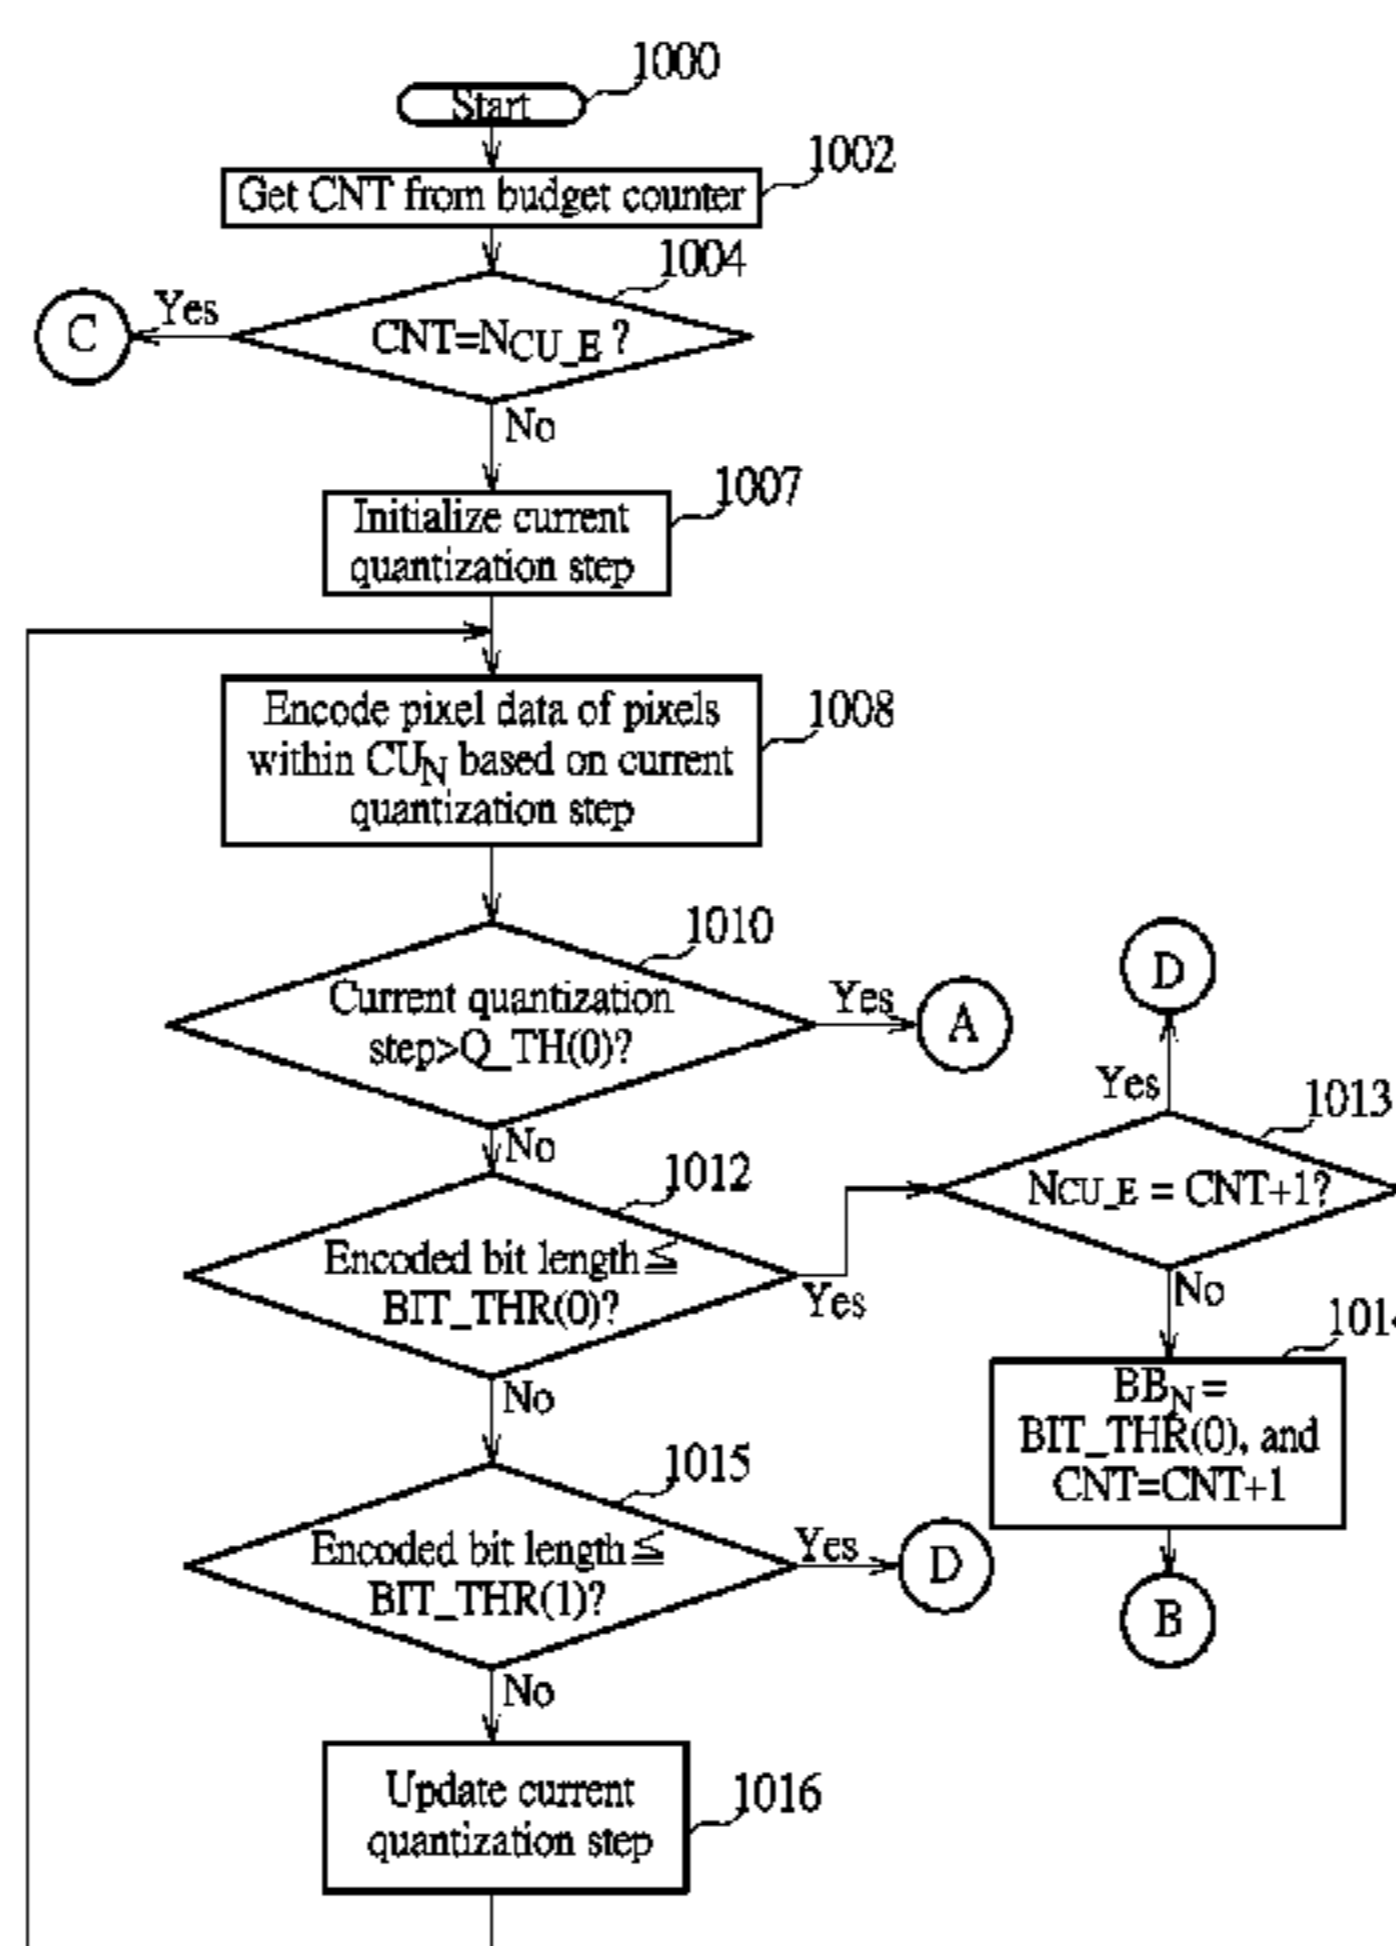 1000
Start
1002
Get CNT from budget counter
1004
CNT=NCU_E ?
Yes
C
No
1007
Initialize current
quantization step
1008
Encode pixel data of pixels
within CUN based on current
quantization step
1010
Current quantization
step>Q_TH(0)?
Yes
A
No
1012
Encoded bit length≦
BIT_THR(0)?
Yes
1013
NCU_E = CNT+1?
Yes
D
No
1014
BBN =
BIT_THR(0), and
CNT=CNT+1
B
No
1015
Encoded bit length≦
BIT_THR(1)?
Yes
D
No
1016
Update current
quantization step